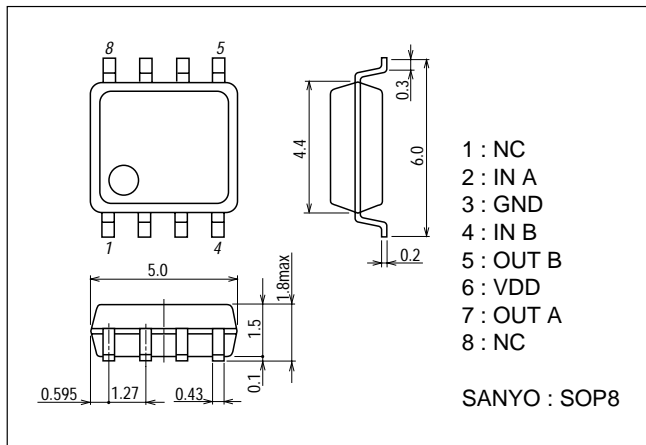 8
5
1
4
5.0
4.4
6.0
0.3
0.2
1.8max
1.5
0.1
0.595
1.27
0.43
1 : NC
2 : IN A
3 : GND
4 : IN B
5 : OUT B
6 : VDD
7 : OUT A
8 : NC
SANYO : SOP8